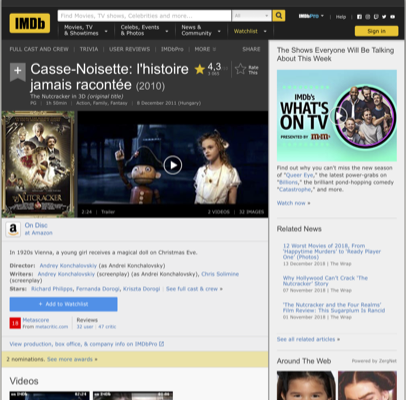 IMDb
Find Movies, TV shows, Celebrities and more...
All
IMDbPro
Help
Movies, TV
& Showtimes
Celebs, Events
& Photos
News &
Community
Watchlist
Sign in
FULL CAST AND CREW | TRIVIA | USER REVIEWS | IMDbPro | MORE
SHARE
Casse-Noisette: l'histoire
jamais racontée (2010)
4,3
Rate
This
The Nutcracker in 3D (original title)
PG | 1h 50min | Action, Family, Fantasy | 8 December 2011 (Hungary)
NUTCRACKER
2:24 | Trailer
2 VIDEOS | 32 IMAGES
On Disc
at Amazon
In 1920s Vienna, a young girl receives a magical doll on Christmas Eve.
Director: Andrey Konchalovskiy (as Andrei Konchalovsky)
Writers: Andrey Konchalovskiy (screenplay) (as Andrei Konchalovsky), Chris Solimine
(screenplay)
Stars: Richard Philipps, Fernanda Dorogi, Kriszta Dorogi | See full cast & crew »
+ Add to Watchlist
18
Metascore
From metacritic.com
Reviews
32 user | 47 critic
View production, box office, & company info on IMDbPro
2 nominations. See more awards »
Videos
The Shows Everyone Will Be Talking
About This Week
IMDb's
WHAT'S
ON TV
PRESENTED BY M&M'S
Find out why you can't miss the new season
of "Queer Eye," the latest power-grabs on
"Billions," the brilliant pond-hopping comedy
"Catastrophe," and more.
Watch now »
Related News
12 Worst Movies of 2018, From
'Happytime Murders' to 'Ready Player
One' (Photos)
13 December 2018 | The Wrap
Why Hollywood Can't Crack 'The
Nutcracker' Story
07 November 2018 | The Wrap
'The Nutcracker and the Four Realms'
Film Review: This Sugarplum Is Rancid
01 November 2018 | The Wrap
See all related articles »
Around The Web
Powered by ZergNet